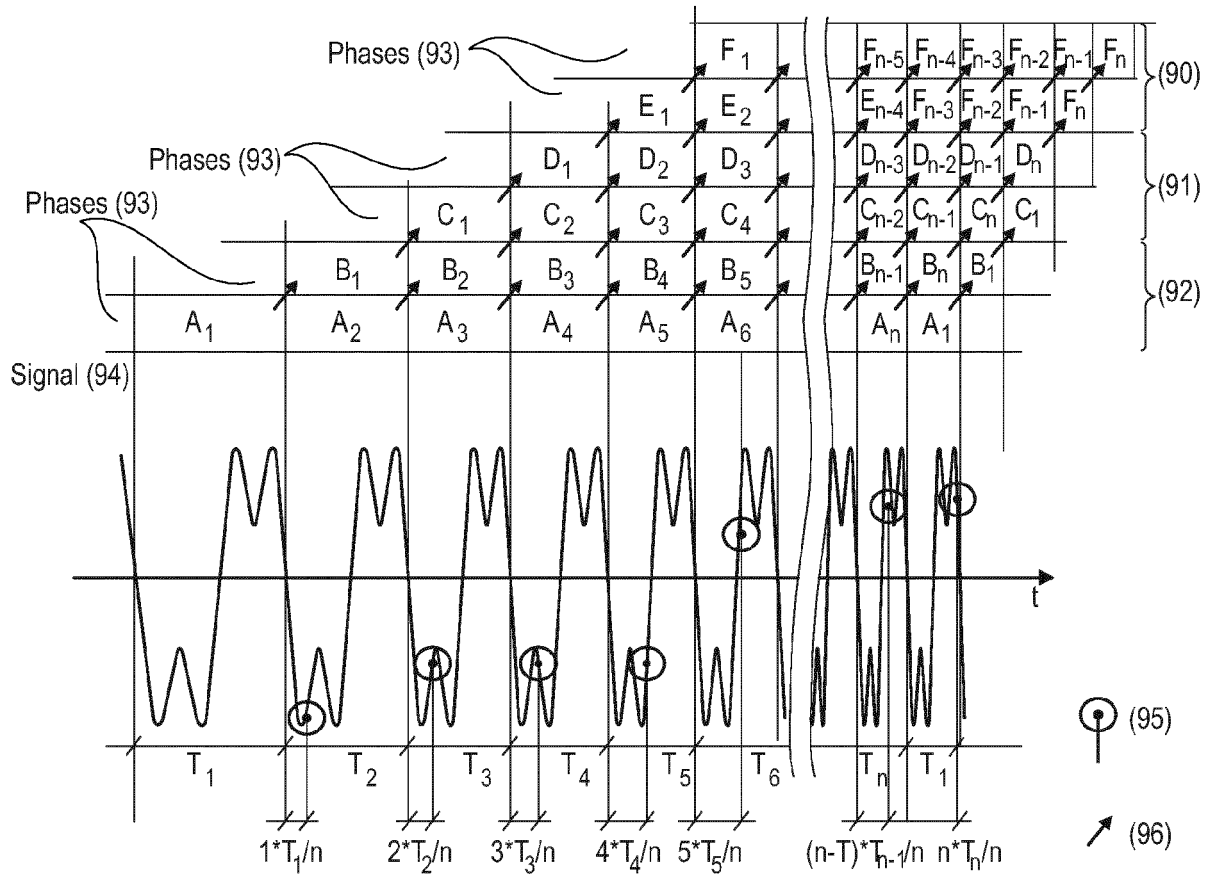 Phases (93) F₁ Fₙ₋₅ Fₙ₋₄ Fₙ₋₃ Fₙ₋₂ Fₙ₋₁ Fₙ (90)
E₁ E₂ Eₙ₋₄ Fₙ₋₃ Fₙ₋₂ Fₙ₋₁ Fₙ
Phases (93) D₁ D₂ D₃ Dₙ₋₃ Dₙ₋₂ Dₙ₋₁ Dₙ (91)
Phases (93) C₁ C₂ C₃ C₄ Cₙ₋₂ Cₙ₋₁ Cₙ C₁
B₁ B₂ B₃ B₄ B₅ Bₙ₋₁ Bₙ B₁ (92)
A₁ A₂ A₃ A₄ A₅ A₆ Aₙ A₁
Signal (94)
t
(95)
T₁ T₂ T₃ T₄ T₅ T₆ Tₙ T₁
(96)
1*T₁/n 2*T₂/n 3*T₃/n 4*T₄/n 5*T₅/n (n-T)*Tₙ₋₁/n n*Tₙ/n